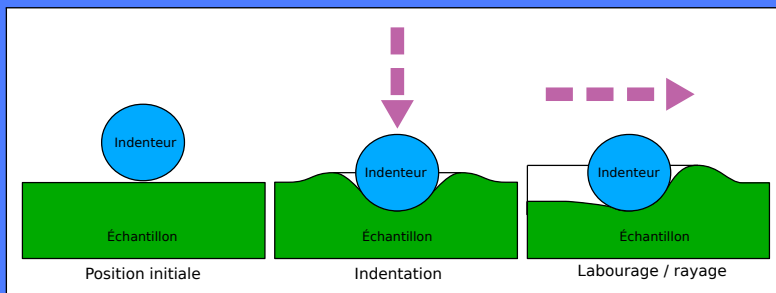 Indenteur
Échantillon
Position initiale
Indenteur
Échantillon
Indentation
Indenteur
Échantillon
Labourage / rayage